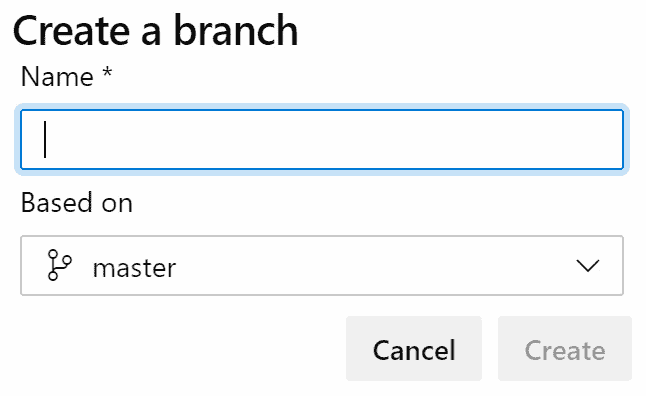 Create a branch
Name *
Based on
master
Cancel Create